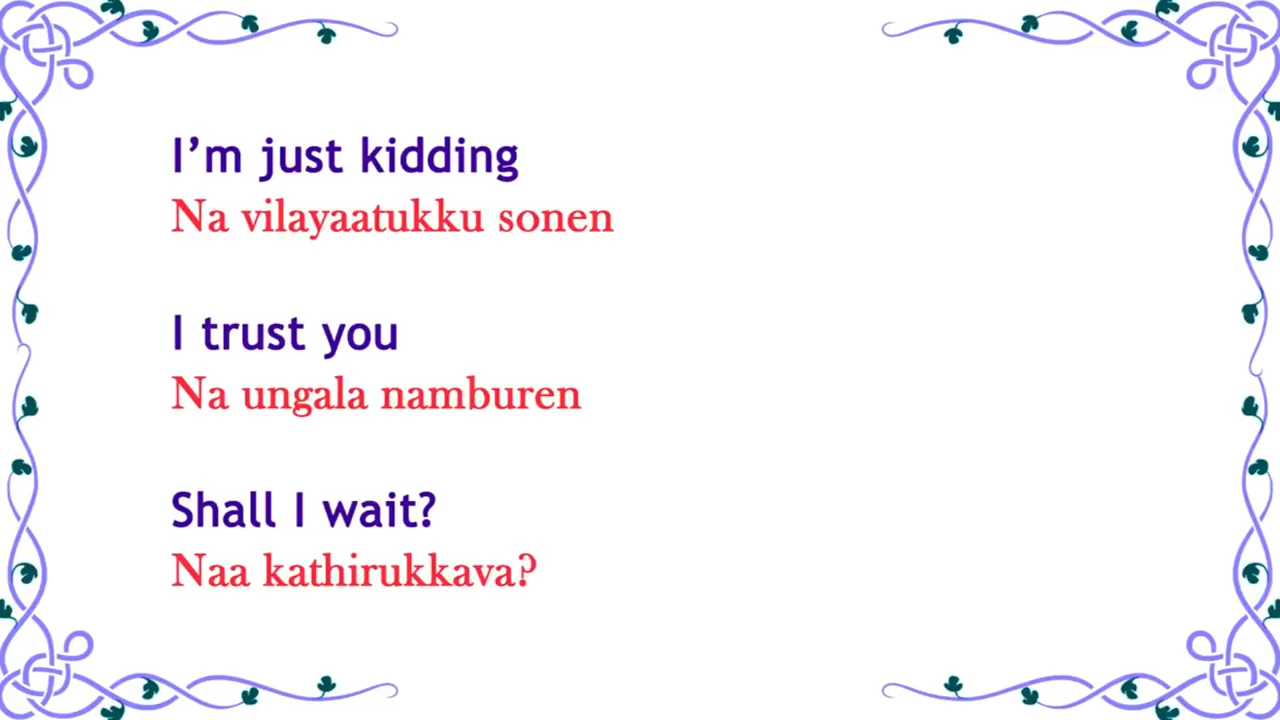 I’m just kidding
Na vilayaatukku sonen
I trust you
Na ungala namburen
Shall I wait?
Naa kathirukkava?